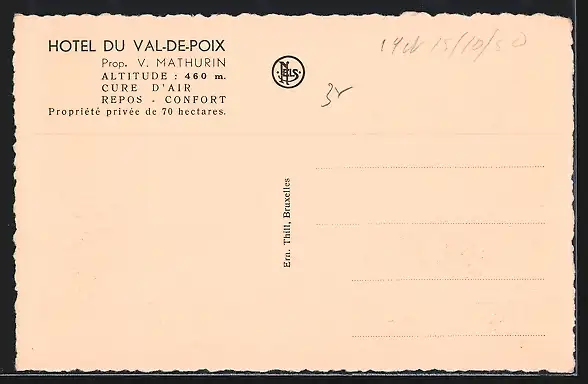 HOTEL DU VAL-DE-POIX
Prop. V. MATHURIN
ALTITUDE : 460 m.
CURE D'AIR
REPOS - CONFORT
Propriété privée de 70 hectares.
NELS
Ern. Thill, Bruxelles